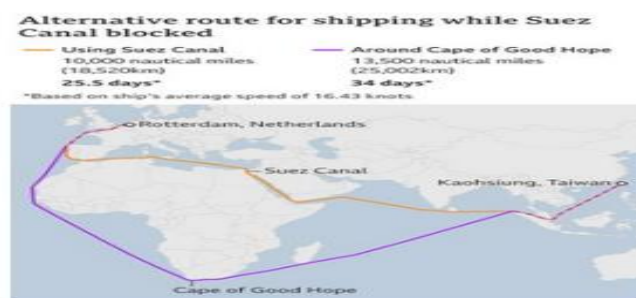 Alternative route for shipping while Suez
Canal blocked
Using Suez Canal
10,000 nautical miles
(18,520km)
25.5 days*
Around Cape of Good Hope
13,500 nautical miles
(25,002km)
34 days*
*Based on ship's average speed of 16.43 knots
Rotterdam, Netherlands
Suez Canal
Kaohsiung, Taiwan
Cape of Good Hope